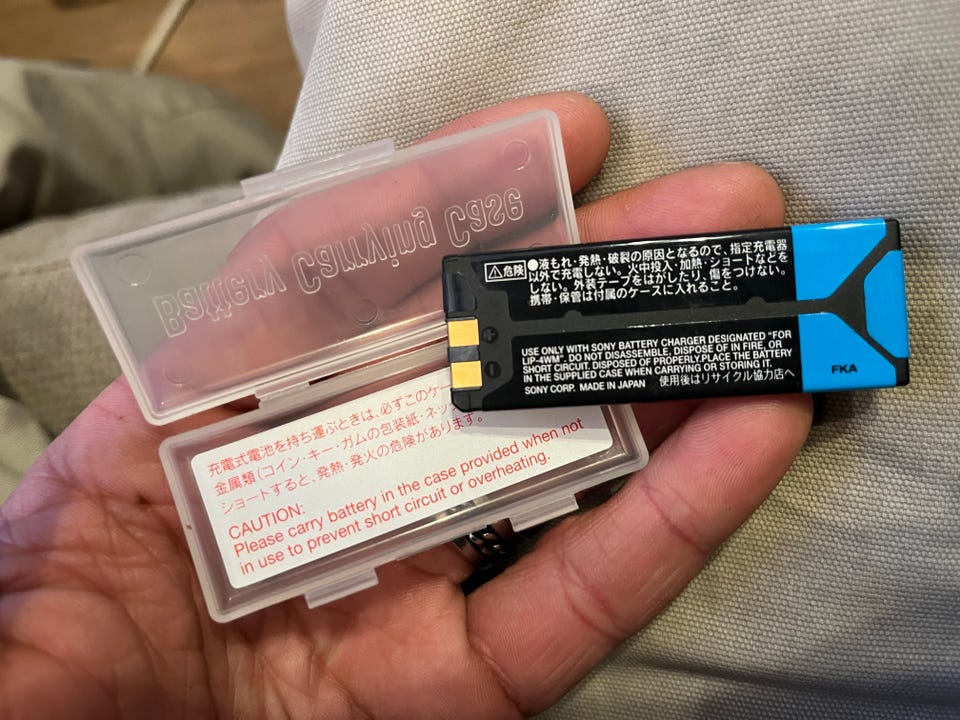 Battery Carrying Case
⚠危険
●液もれ・発熱・破裂の原因となるので、指定充電器
以外で充電しない。火中投入・加熱・ショートなどを
しない。外装テープをはがしたり、傷をつけない。
携帯・保管は付属のケースに入れること。
+
−
USE ONLY WITH SONY BATTERY CHARGER DESIGNATED "FOR
LIP-4WM". DO NOT DISASSEMBLE, DISPOSE OF IN FIRE, OR
SHORT CIRCUIT. DISPOSED OF PROPERLY.PLACE THE BATTERY
IN THE SUPPLIED CASE WHEN CARRYING OR STORING IT.
SONY CORP. MADE IN JAPAN 使用後はリサイクル協力店へ
FKA
充電式電池を持ち運ぶときは、必ずこのケー
金属類(コイン・キー・ガムの包装紙・ネッ
ショートすると、発熱・発火の危険があります。
CAUTION:
Please carry battery in the case provided when not
in use to prevent short circuit or overheating.